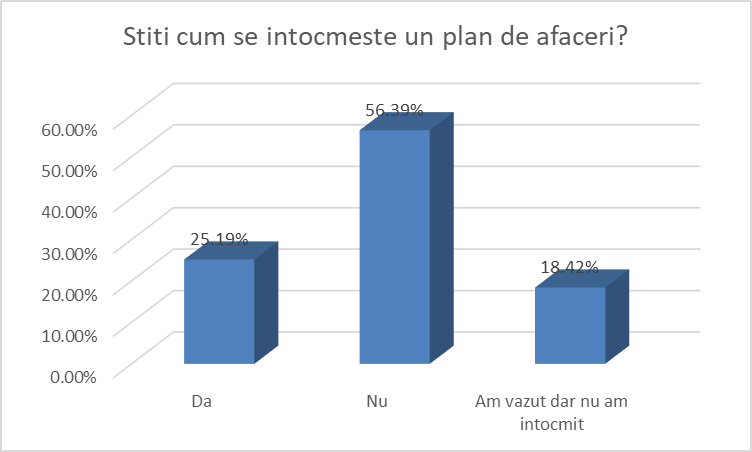 Stiti cum se intocmeste un plan de afaceri?
56.39%
60.00%
50.00%
40.00%
30.00%
25.19%
18.42%
20.00%
10.00%
0.00%
Da
Nu
Am vazut dar nu am
intocmit